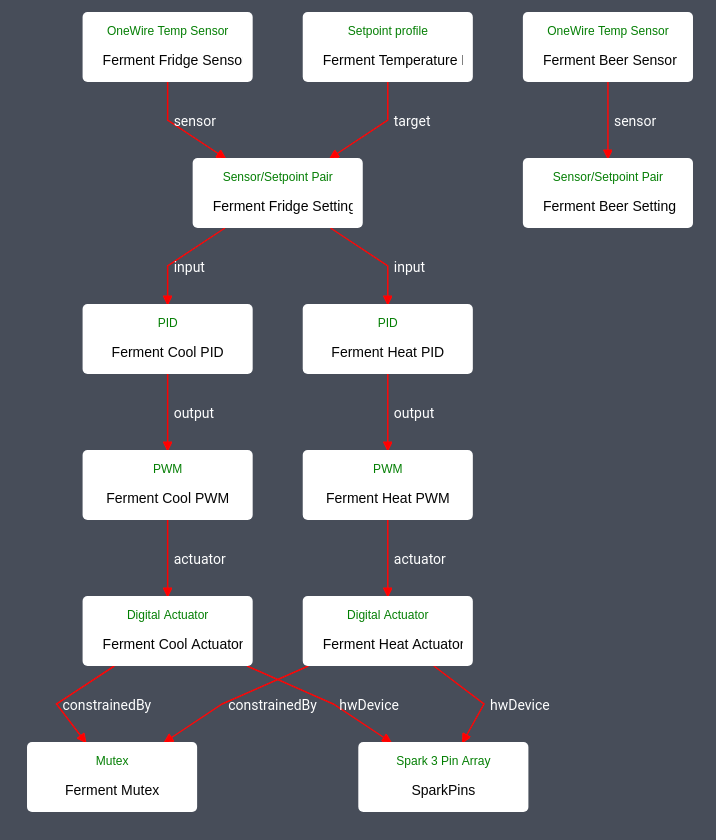 OneWire Temp Sensor
Ferment Fridge Senso
Setpoint profile
Ferment Temperature
OneWire Temp Sensor
Ferment Beer Sensor
sensor
target
sensor
Sensor/Setpoint Pair
Ferment Fridge Setting
Sensor/Setpoint Pair
Ferment Beer Setting
input
input
PID
Ferment Cool PID
PID
Ferment Heat PID
output
output
PWM
Ferment Cool PWM
PWM
Ferment Heat PWM
actuator
actuator
Digital Actuator
Ferment Cool Actuator
Digital Actuator
Ferment Heat Actuator
constrainedBy
constrainedBy
hwDevice
hwDevice
Mutex
Ferment Mutex
Spark 3 Pin Array
SparkPins